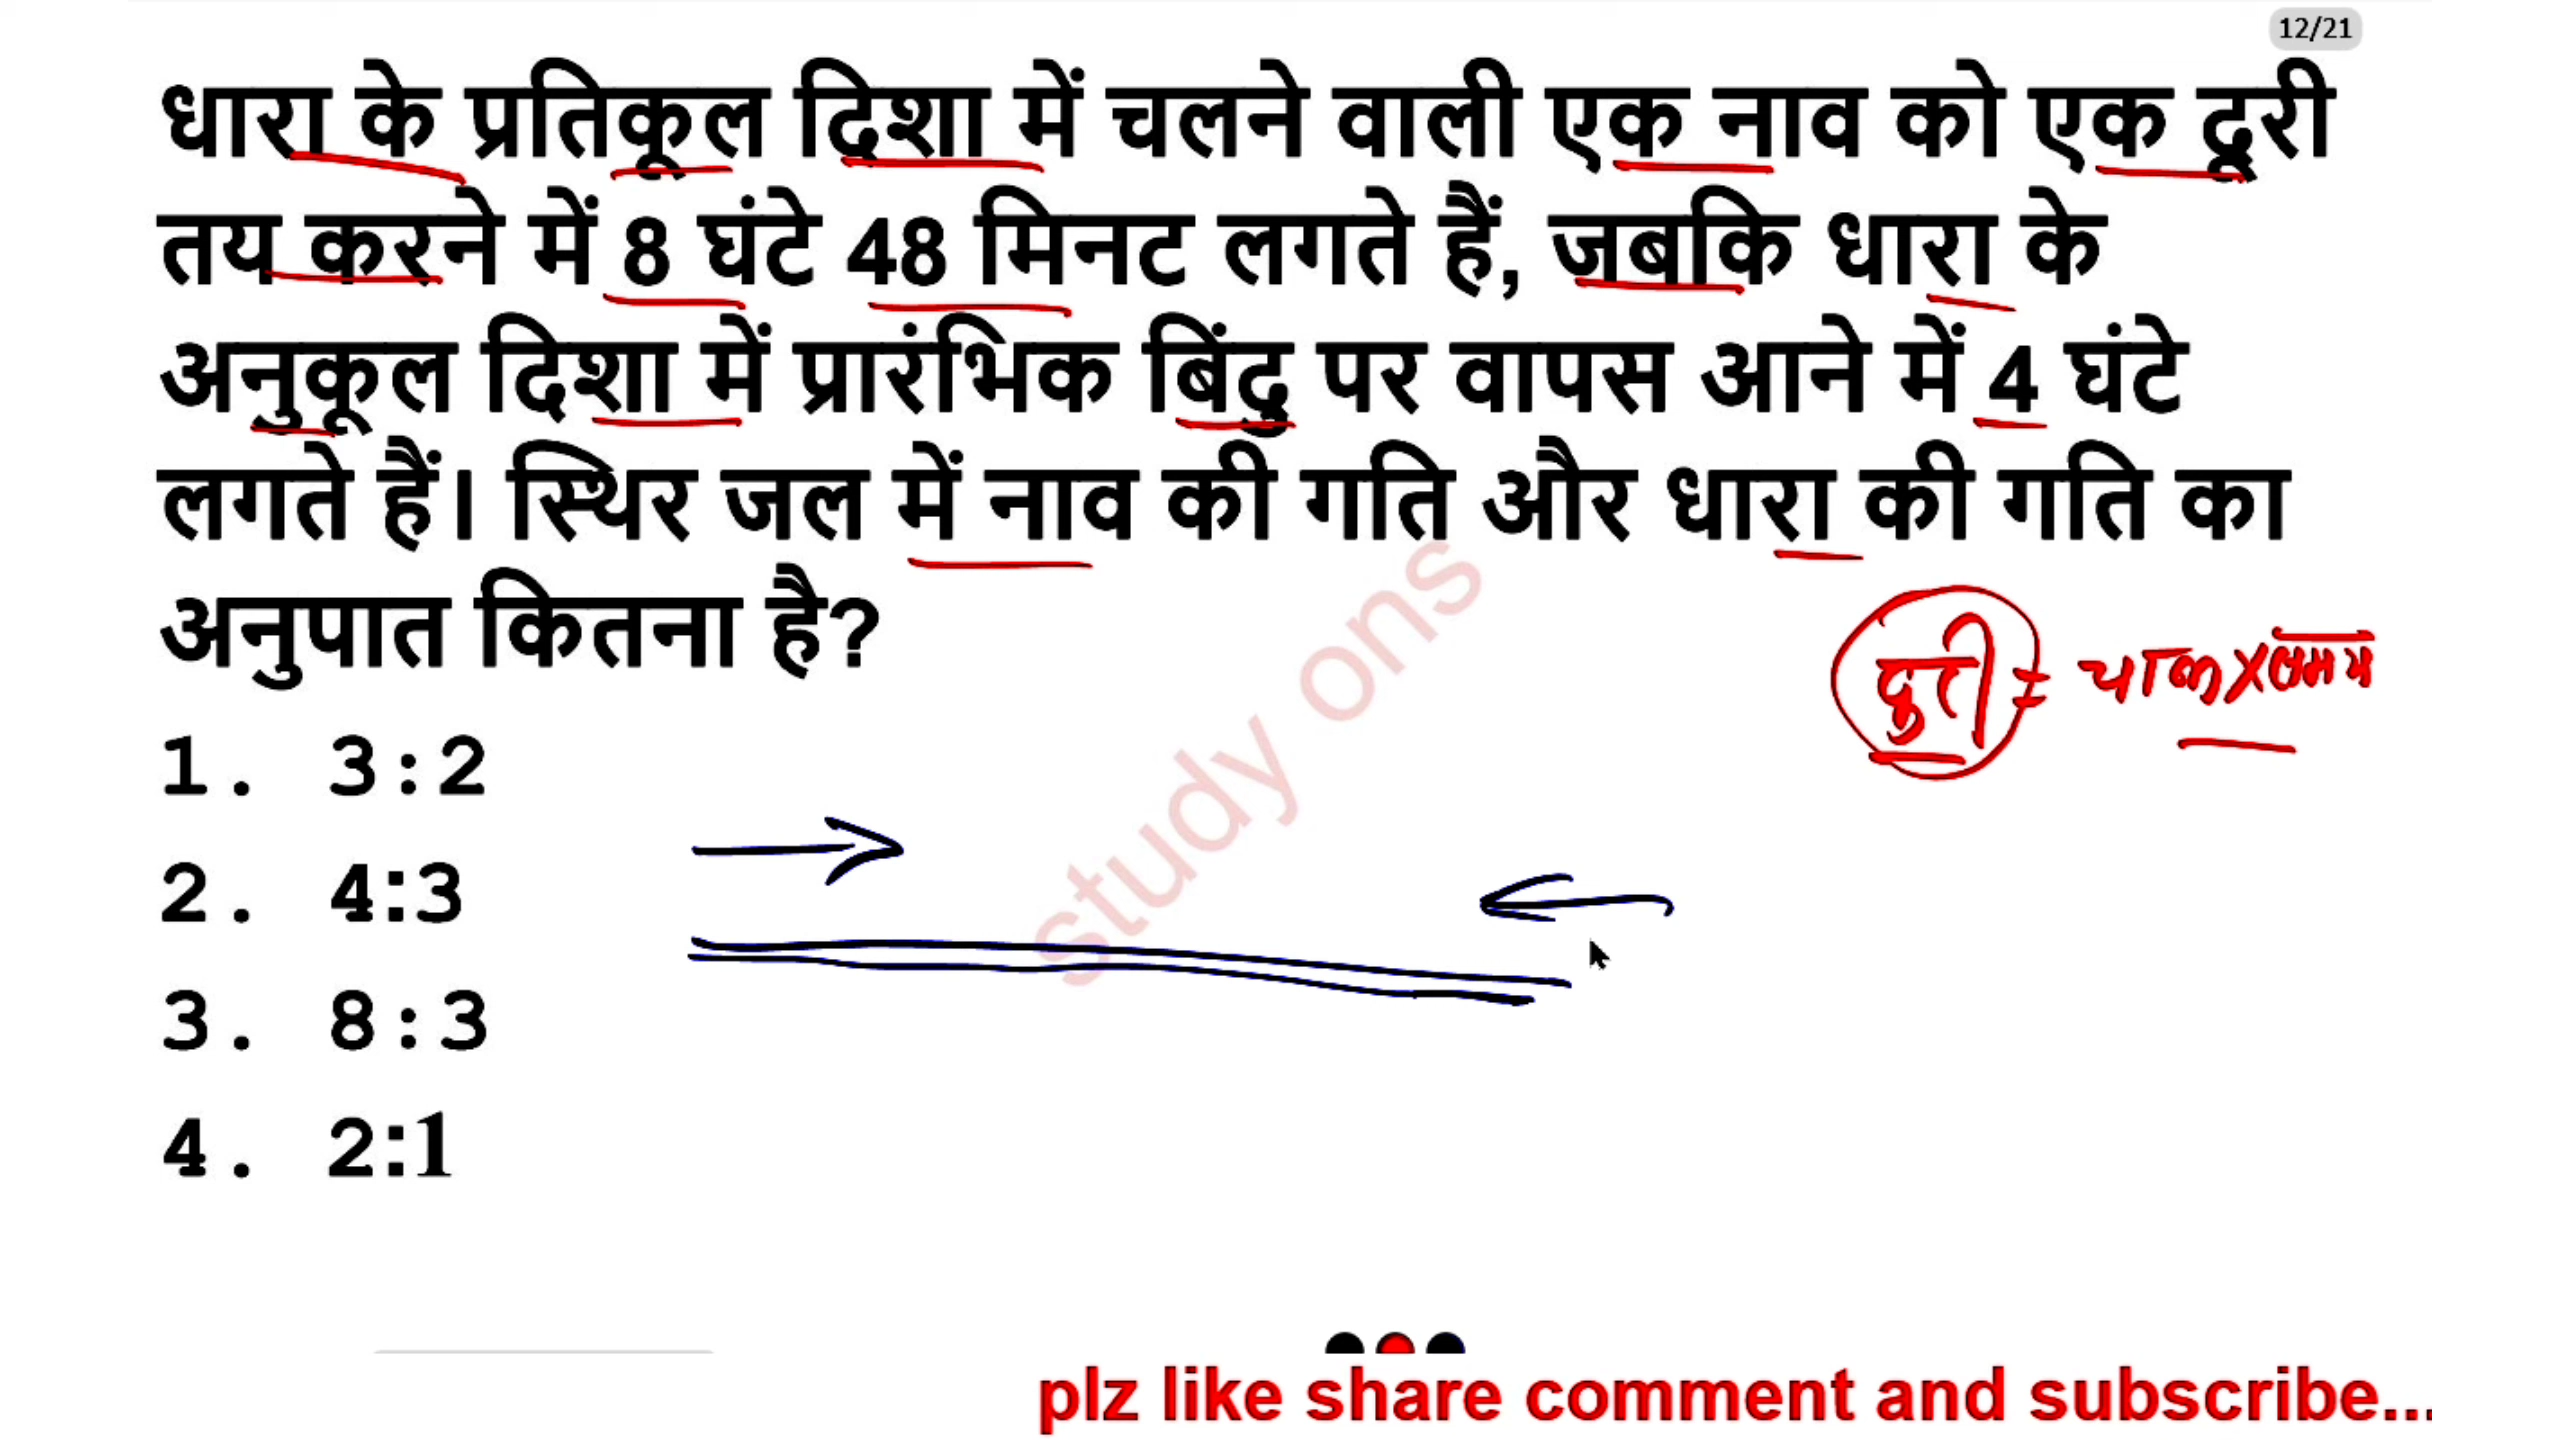 12/21
धारा के प्रतिकूल दिशा में चलने वाली एक नाव को एक दूरी
तय करने में 8 घंटे 48 मिनट लगते हैं, जबकि धारा के
अनुकूल दिशा में प्रारंभिक बिंदु पर वापस आने में 4 घंटे
लगते हैं। स्थिर जल में नाव की गति और धारा की गति का
अनुपात कितना है?
दुरी = चाल X समय
1. 3:2
2. 4:3
3. 8:3
4. 2:1
study ons
plz like share comment and subscribe...